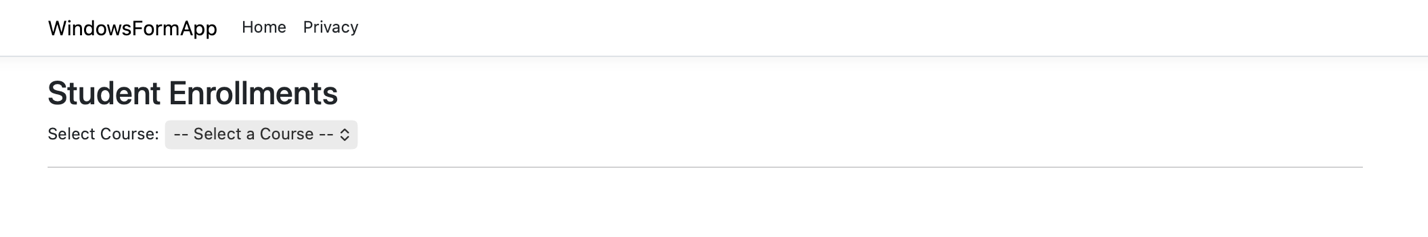 WindowsFormApp Home Privacy
Student Enrollments
Select Course: -- Select a Course --